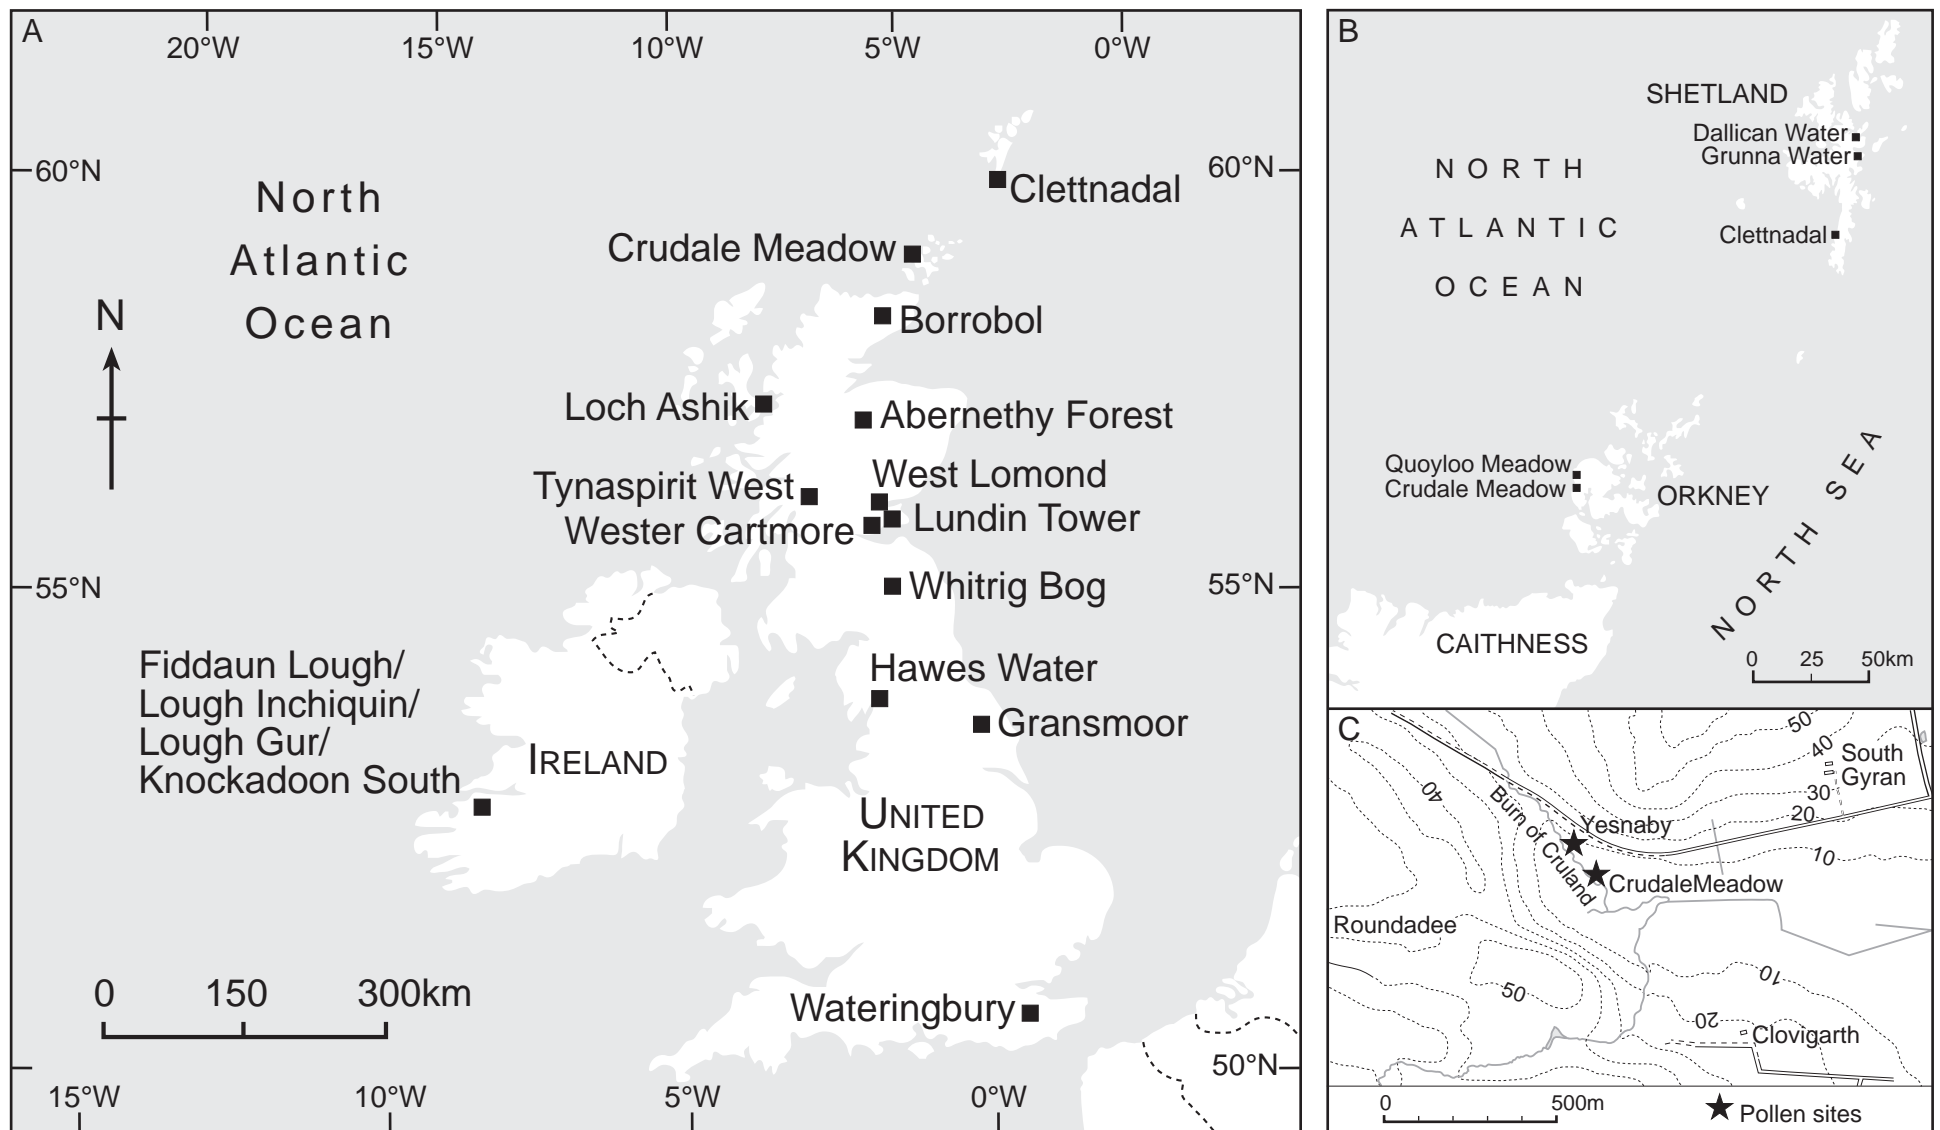 A
20°W
15°W
10°W
5°W
0°W
60°N
60°N
North
Atlantic
Ocean
N
Clettnadal
Crudale Meadow
Borrobol
Loch Ashik
Abernethy Forest
Tynaspirit West
West Lomond
Wester Cartmore
Lundin Tower
55°N
Whitrig Bog
55°N
Fiddaun Lough/
Lough Inchiquin/
Lough Gur/
Knockadoon South
IRELAND
Hawes Water
Gransmoor
UNITED
KINGDOM
0 150 300km
Wateringbury
50°N
15°W
10°W
5°W
0°W
B
SHETLAND
Dallican Water
Grunna Water
Clettnadal
NORTH
ATLANTIC
OCEAN
Quoyloo Meadow
Crudale Meadow
ORKNEY
NORTH SEA
CAITHNESS
0 25 50km
C
50
40
South
Gyran
30
20
40
Burn of Cruland
Yesnaby
10
CrudaleMeadow
Roundadee
50
10
20
Clovigarth
0 500m
Pollen sites